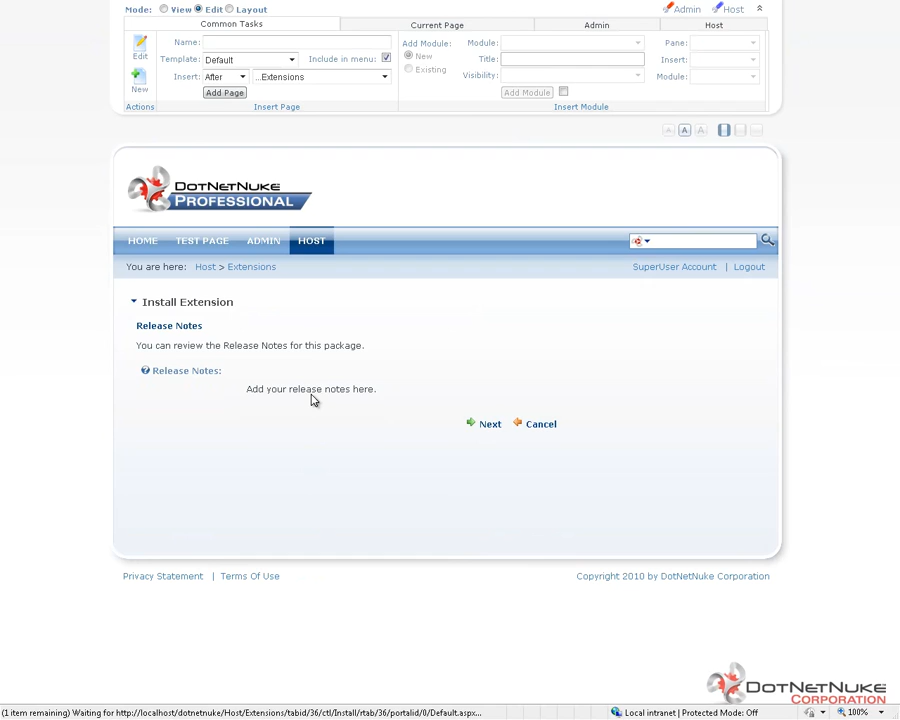 Mode: View Edit Layout Admin Host
Common Tasks Current Page Admin Host
Edit
New
Actions
Name:
Template: Default Include in menu:
Insert: After ...Extensions
Add Page
Insert Page
Add Module: Module: Pane:
New Title: Insert:
Existing Visibility: Module:
Add Module
Insert Module
A A A
DOTNETNUKE
PROFESSIONAL
HOME TEST PAGE ADMIN HOST
You are here: Host > Extensions SuperUser Account | Logout
Install Extension
Release Notes
You can review the Release Notes for this package.
Release Notes:
Add your release notes here.
Next Cancel
Privacy Statement | Terms Of Use Copyright 2010 by DotNetNuke Corporation
DOTNETNUKE
CORPORATION
(1 item remaining) Waiting for http://localhost/dotnetnuke/Host/Extensions/tabid/36/ctl/Install/rtab/36/portalid/0/Default.aspx... Local intranet | Protected Mode: Off 100%